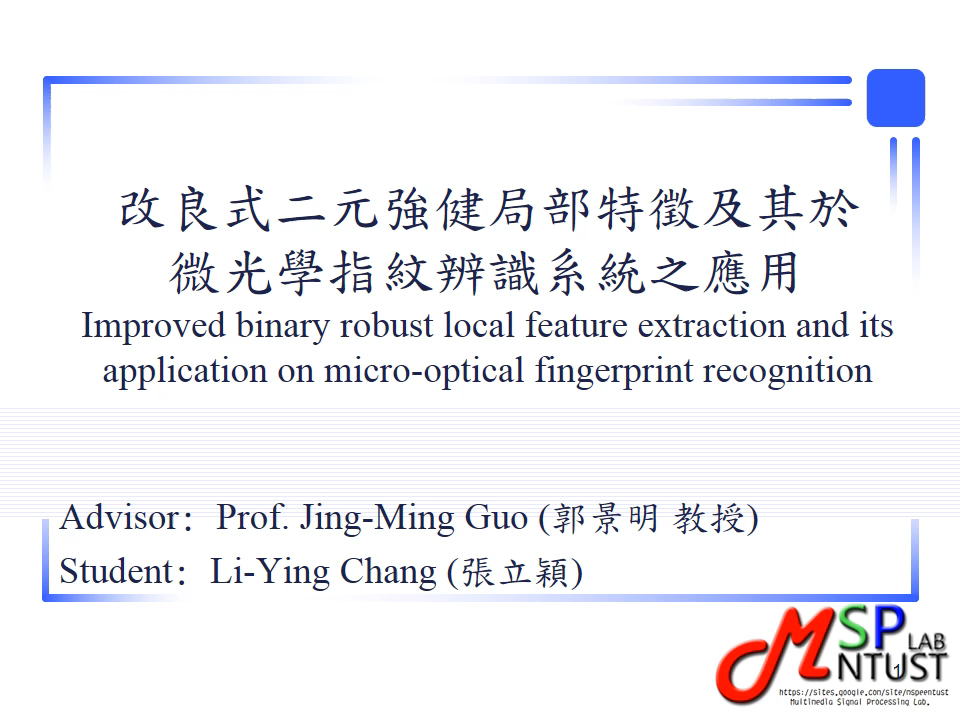 改良式二元強健局部特徵及其於
微光學指紋辨識系統之應用
Improved binary robust local feature extraction and its
application on micro-optical fingerprint recognition
Advisor：Prof. Jing-Ming Guo (郭景明 教授)
Student：Li-Ying Chang (張立穎)
MSP LAB
NTUST
1
https://sites.google.com/site/mspeentust
Multimedia Signal Processing Lab.